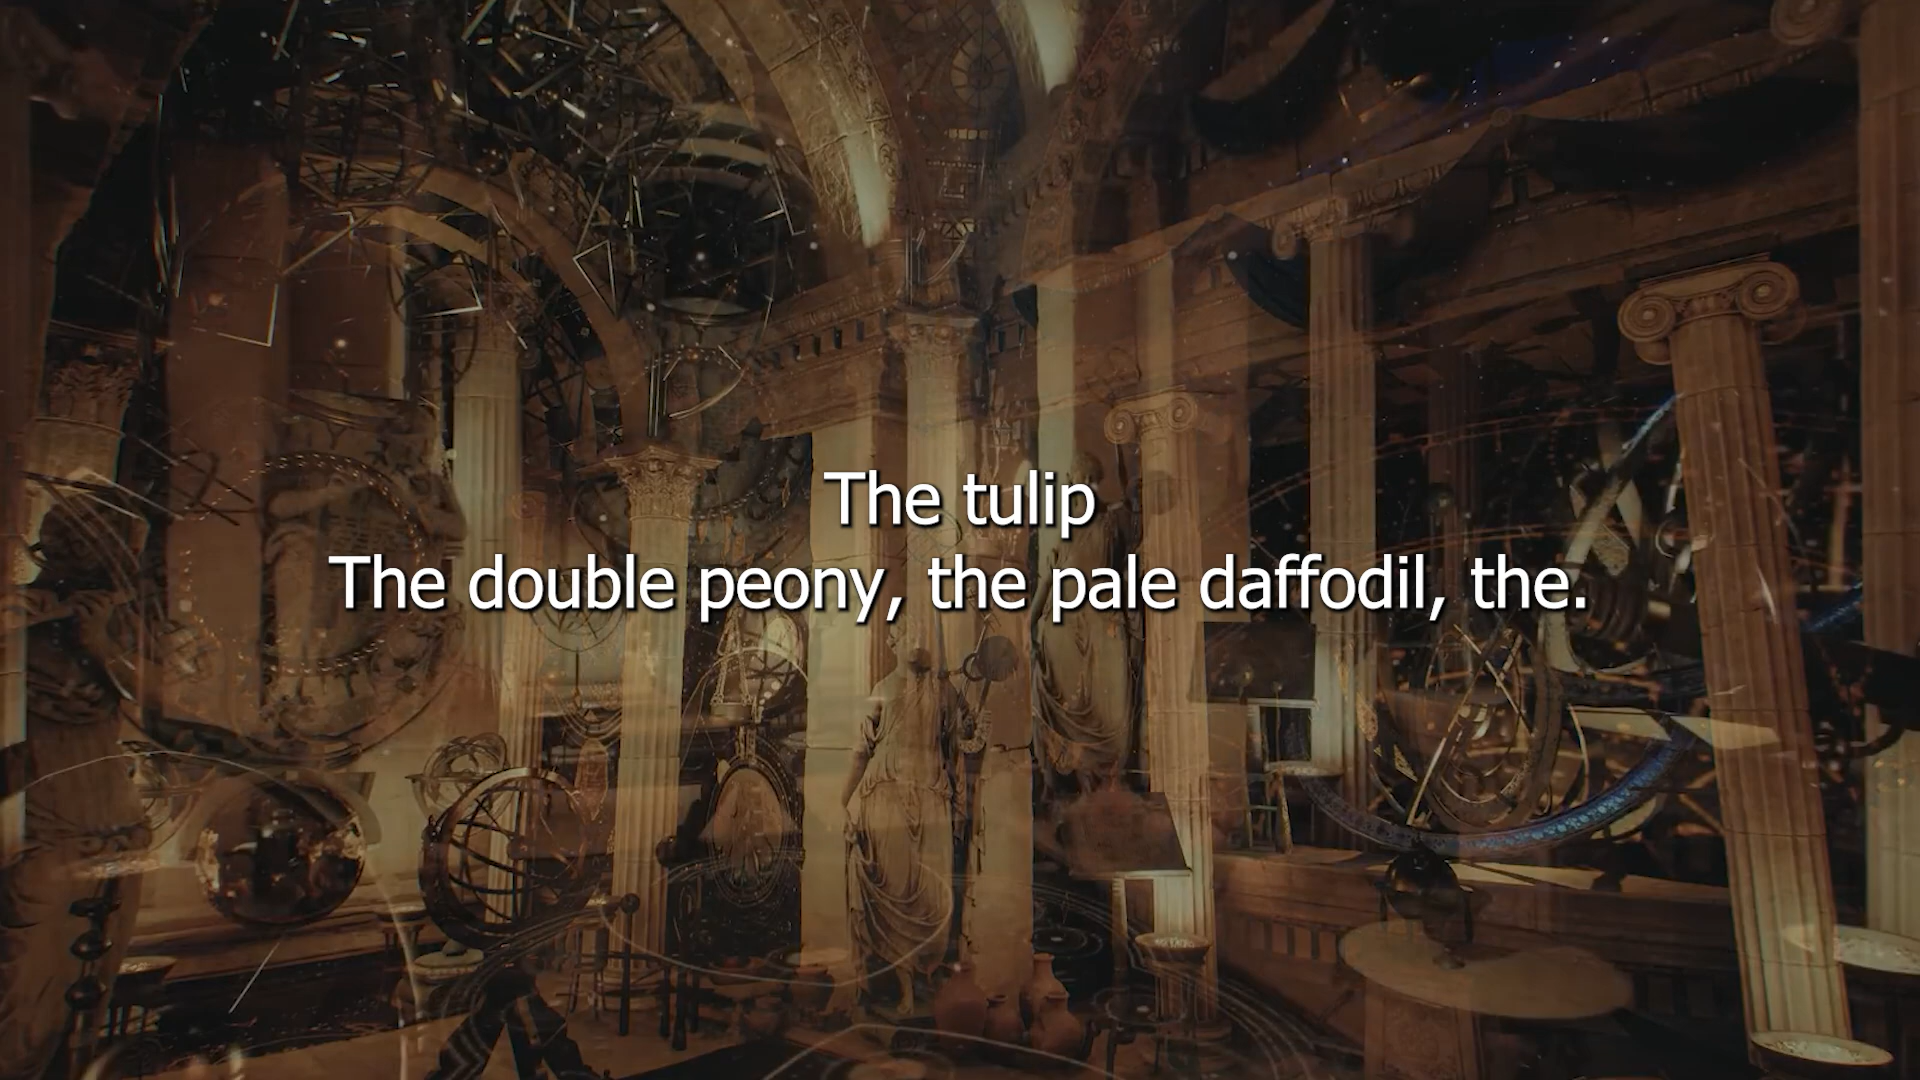 The tulip
The double peony, the pale daffodil, the.